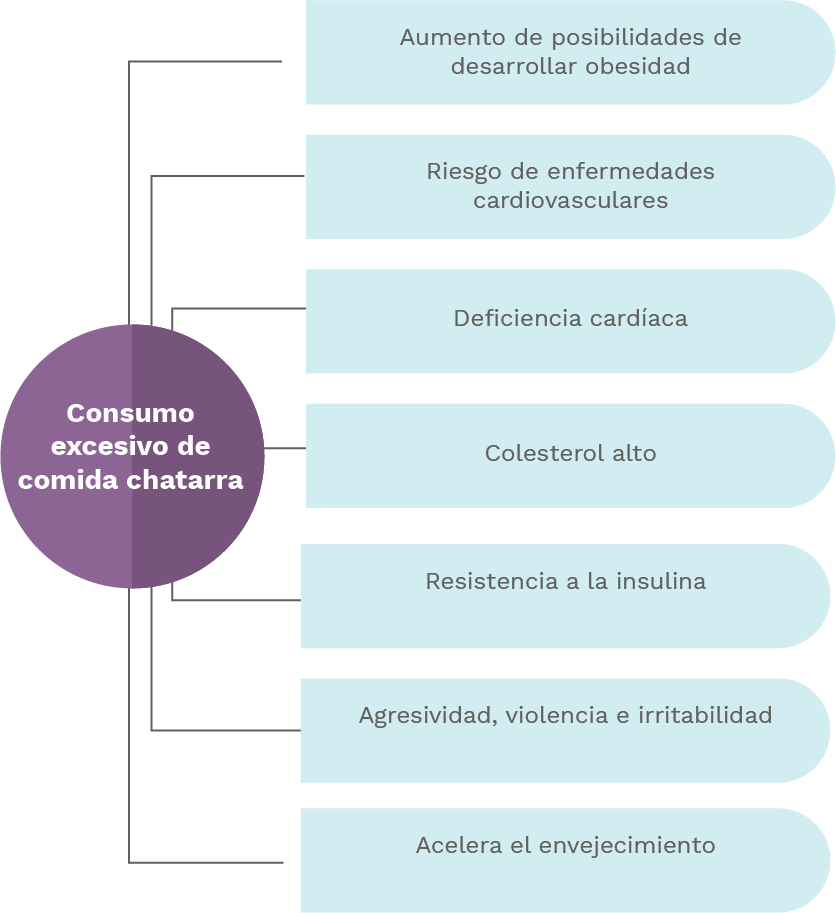 Aumento de posibilidades de
desarrollar obesidad
Riesgo de enfermedades
cardiovasculares
Deficiencia cardíaca
Consumo
excesivo de
comida chatarra
Colesterol alto
Resistencia a la insulina
Agresividad, violencia e irritabilidad
Acelera el envejecimiento